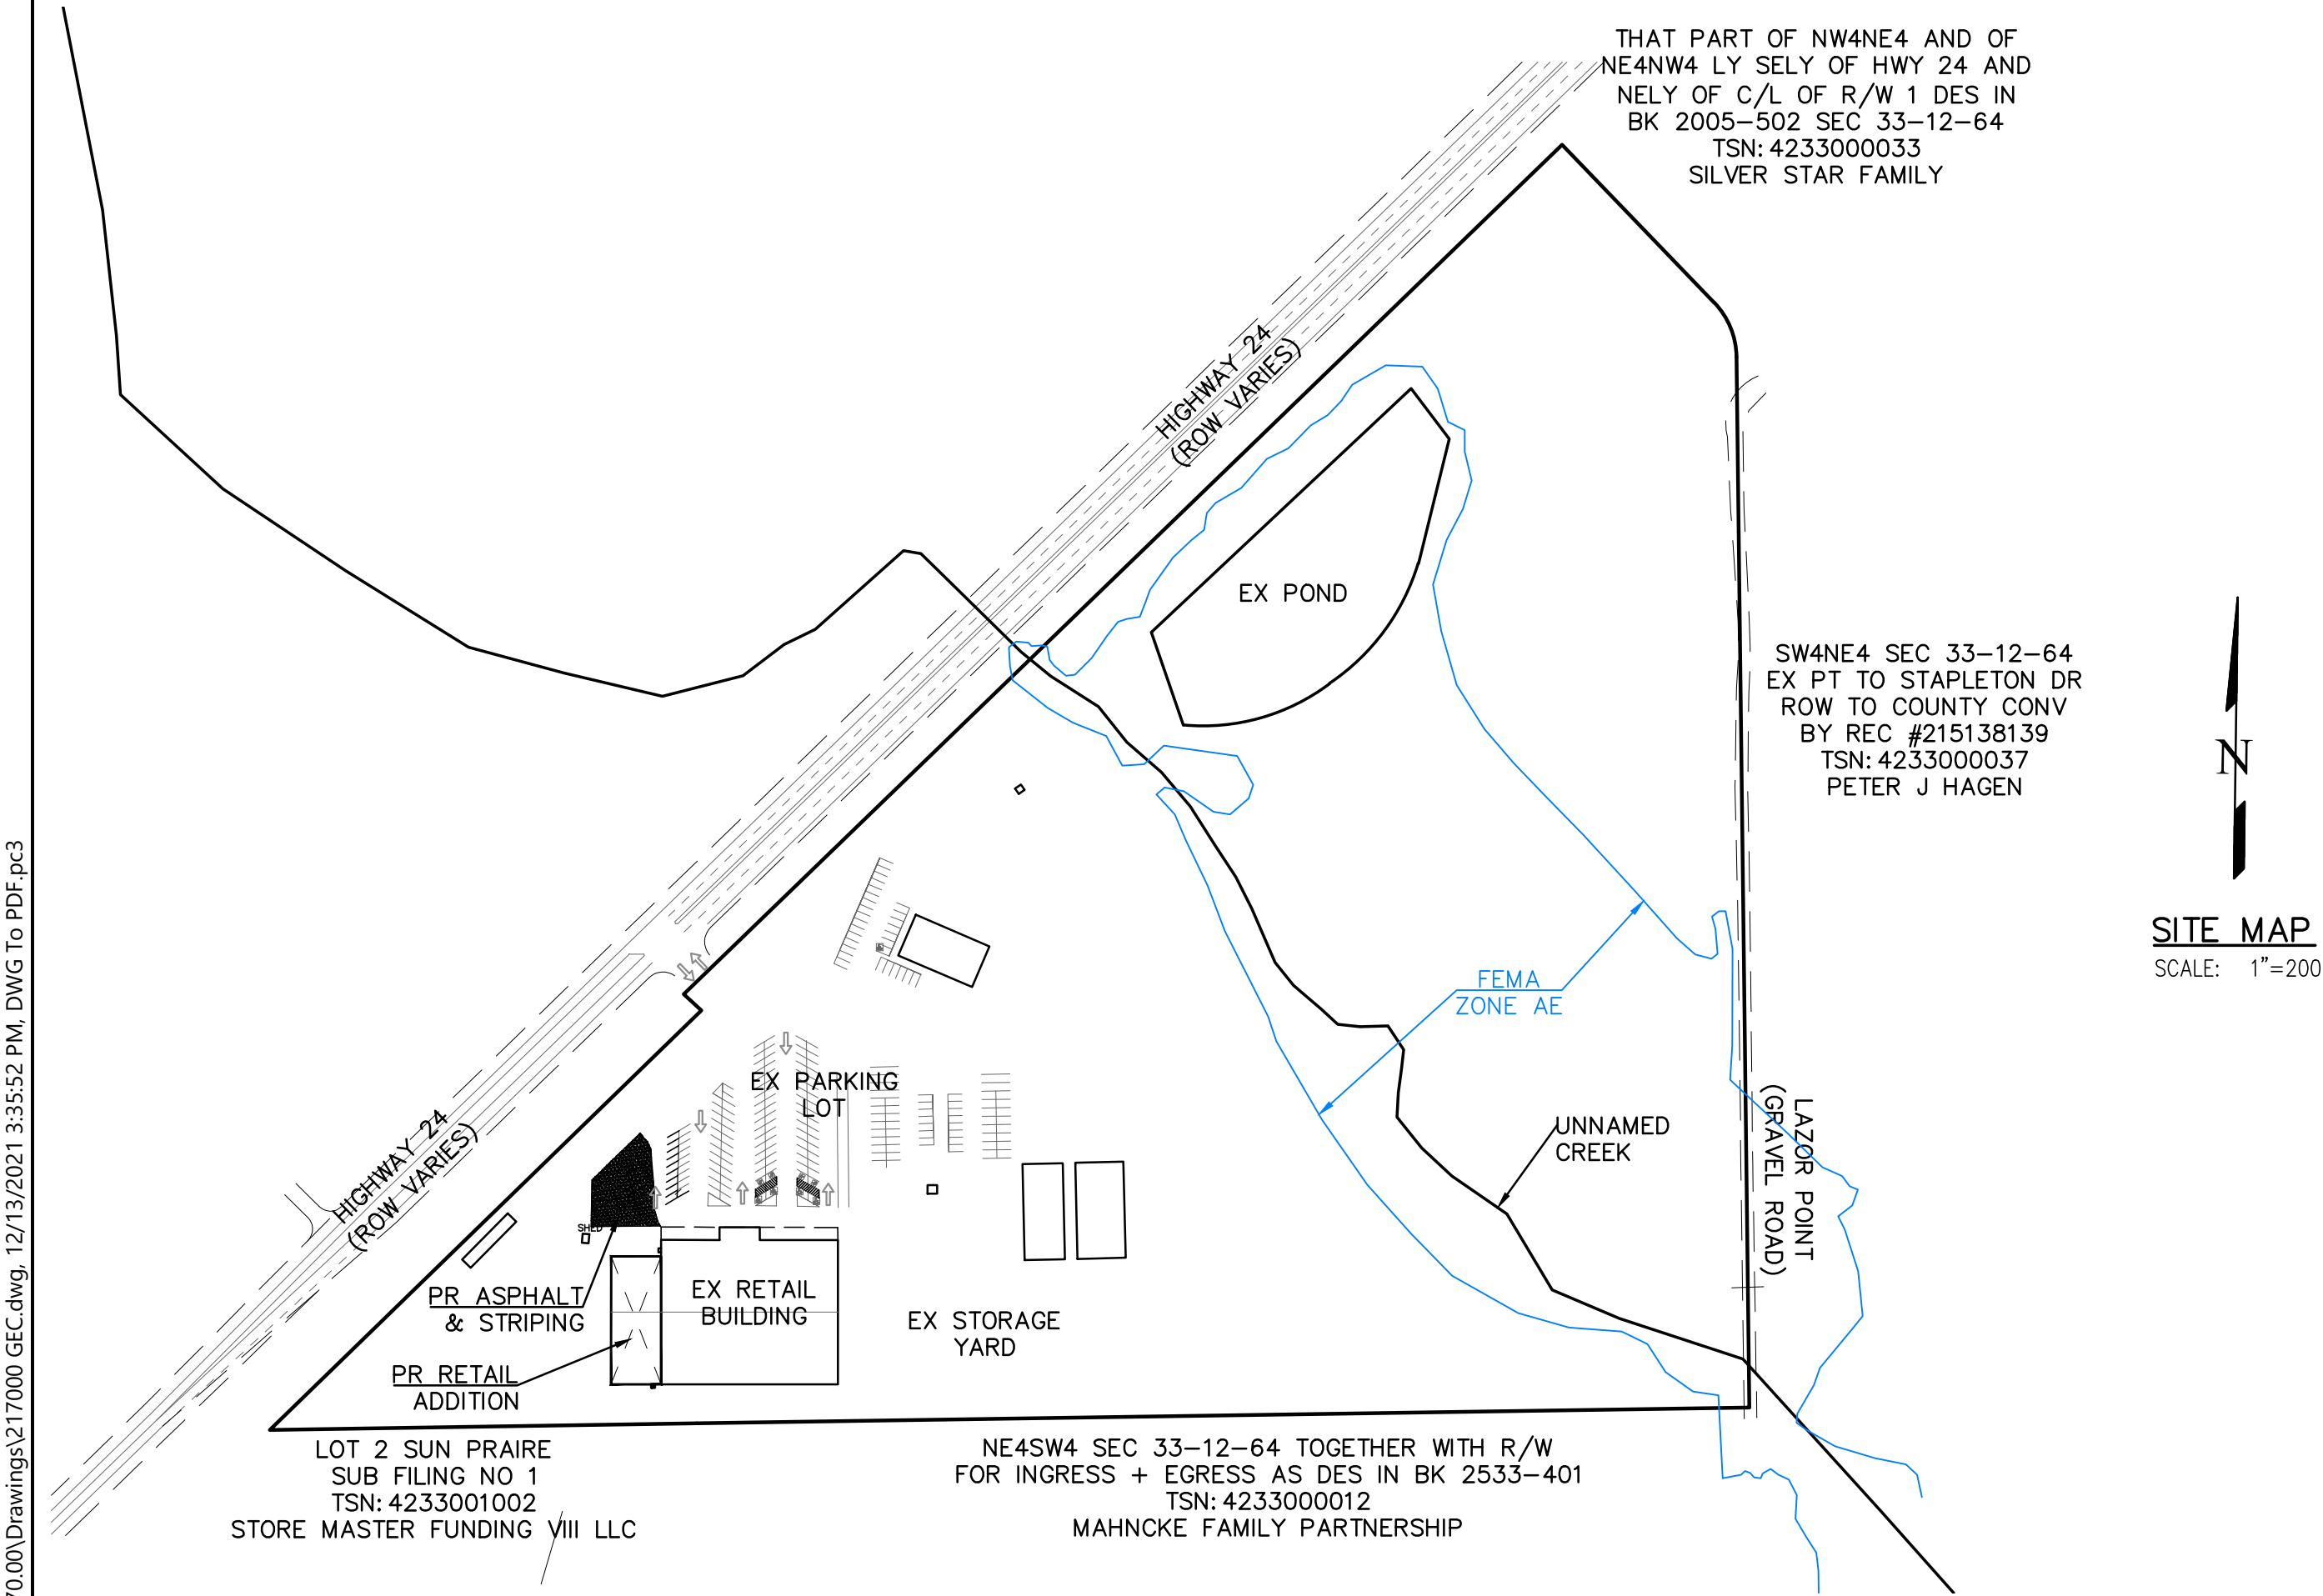 THAT PART OF NW4NE4 AND OF
NE4NW4 LY SELY OF HWY 24 AND
NELY OF C/L OF R/W 1 DES IN
BK 2005-502 SEC 33-12-64
TSN: 4233000033
SILVER STAR FAMILY
HIGHWAY 24
(ROW VARIES)
EX POND
SW4NE4 SEC 33-12-64
EX PT TO STAPLETON DR
ROW TO COUNTY CONV
BY REC #215138139
TSN: 4233000037
PETER J HAGEN
N
SITE MAP
SCALE: 1"=200
FEMA
ZONE AE
EX PARKING
LOT
UNNAMED
CREEK
LAZOR POINT
(GRAVEL ROAD)
HIGHWAY 24
(ROW VARIES)
SHED
PR ASPHALT
& STRIPING
EX RETAIL
BUILDING
EX STORAGE
YARD
PR RETAIL
ADDITION
LOT 2 SUN PRAIRE
SUB FILING NO 1
TSN: 4233001002
STORE MASTER FUNDING VIII LLC
NE4SW4 SEC 33-12-64 TOGETHER WITH R/W
FOR INGRESS + EGRESS AS DES IN BK 2533-401
TSN: 4233000012
MAHNCKE FAMILY PARTNERSHIP
70.00\Drawings\217000 GEC.dwg, 12/13/2021 3:35:52 PM, DWG To PDF.pc3